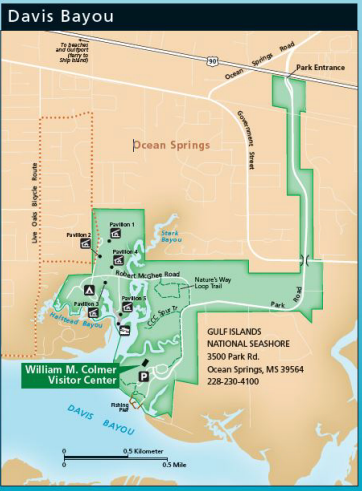 Davis Bayou
To beaches
and Gulfport
(ferry to
Ship Island)
90
Ocean Springs Road
Park Entrance
Government Street
Ocean Springs
Live Oaks Bicycle Route
Pavilion 1
Pavilion 2
Stark
Bayou
Pavilion 4
Robert McGhee Road
Nature's Way
Loop Trail
Pavilion 3
Pavilion 5
CCC Spur Tr.
Park Road
Halstead Bayou
GULF ISLANDS
NATIONAL SEASHORE
3500 Park Rd.
Ocean Springs, MS 39564
228-230-4100
William M. Colmer
Visitor Center
P
Fishing
Pier
DAVIS BAYOU
0 0.5 Kilometer
0 0.5 Mile